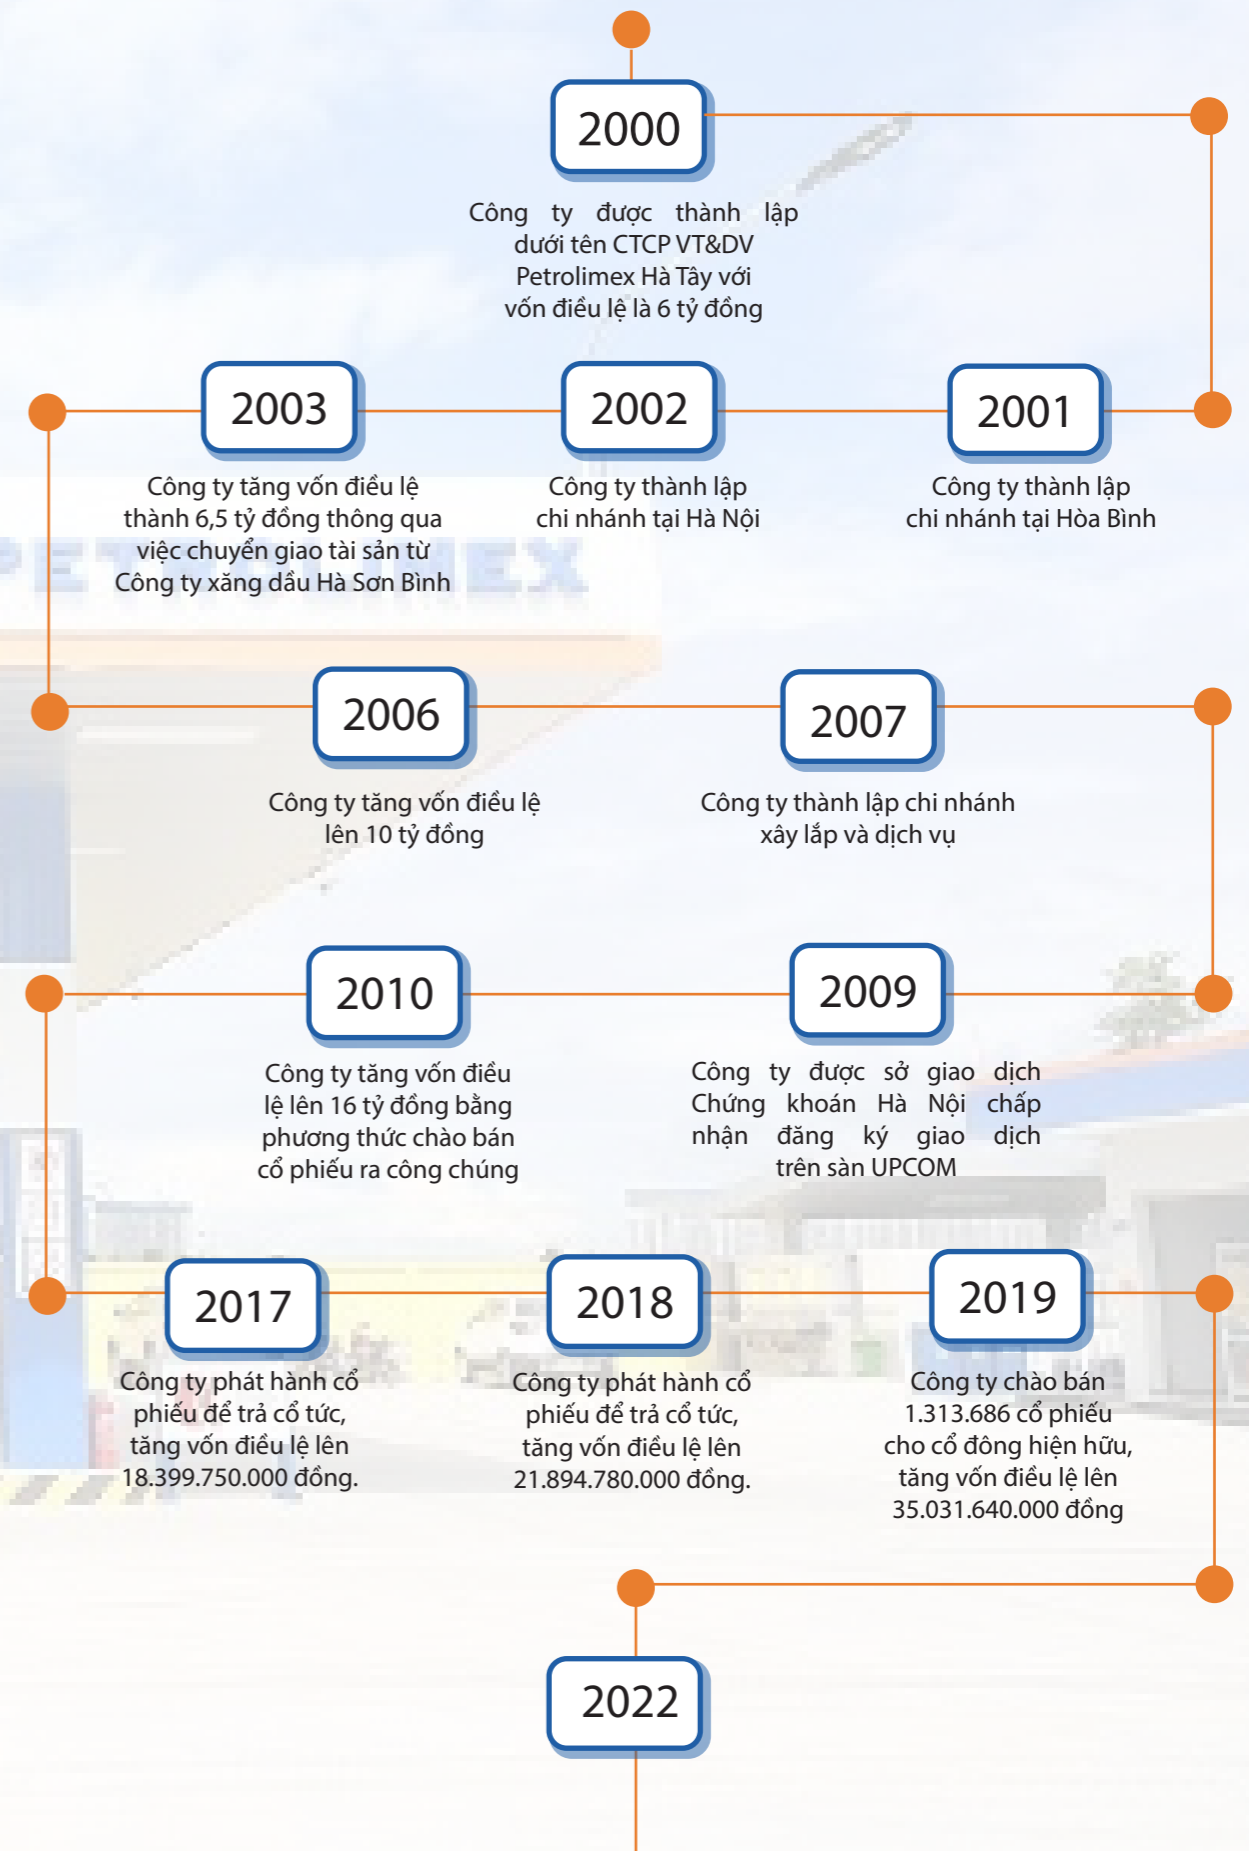 2000
Công ty được thành lập
dưới tên CTCP VT&DV
Petrolimex Hà Tây với
vốn điều lệ là 6 tỷ đồng
2001
Công ty thành lập
chi nhánh tại Hòa Bình
2002
Công ty thành lập
chi nhánh tại Hà Nội
2003
Công ty tăng vốn điều lệ
thành 6,5 tỷ đồng thông qua
việc chuyển giao tài sản từ
Công ty xăng dầu Hà Sơn Bình
PETROLIMEX
2006
Công ty tăng vốn điều lệ
lên 10 tỷ đồng
2007
Công ty thành lập chi nhánh
xây lắp và dịch vụ
2009
Công ty được sở giao dịch
Chứng khoán Hà Nội chấp
nhận đăng ký giao dịch
trên sàn UPCOM
2010
Công ty tăng vốn điều
lệ lên 16 tỷ đồng bằng
phương thức chào bán
cổ phiếu ra công chúng
2017
Công ty phát hành cổ
phiếu để trả cổ tức,
tăng vốn điều lệ lên
18.399.750.000 đồng.
2018
Công ty phát hành cổ
phiếu để trả cổ tức,
tăng vốn điều lệ lên
21.894.780.000 đồng.
2019
Công ty chào bán
1.313.686 cổ phiếu
cho cổ đông hiện hữu,
tăng vốn điều lệ lên
35.031.640.000 đồng
2022